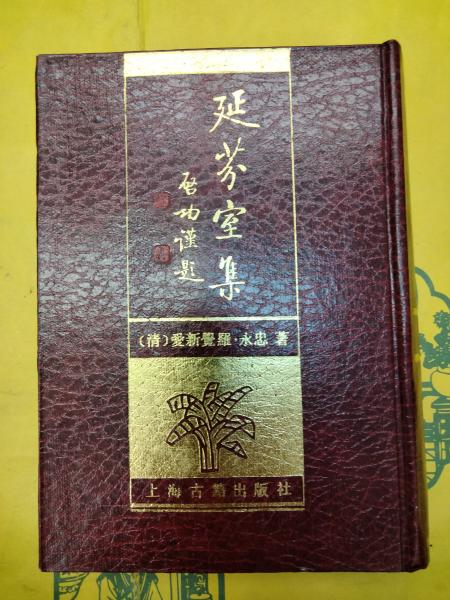 延芬室集
启功谨題
（清）愛新覺羅·永忠 著
上海古籍出版社